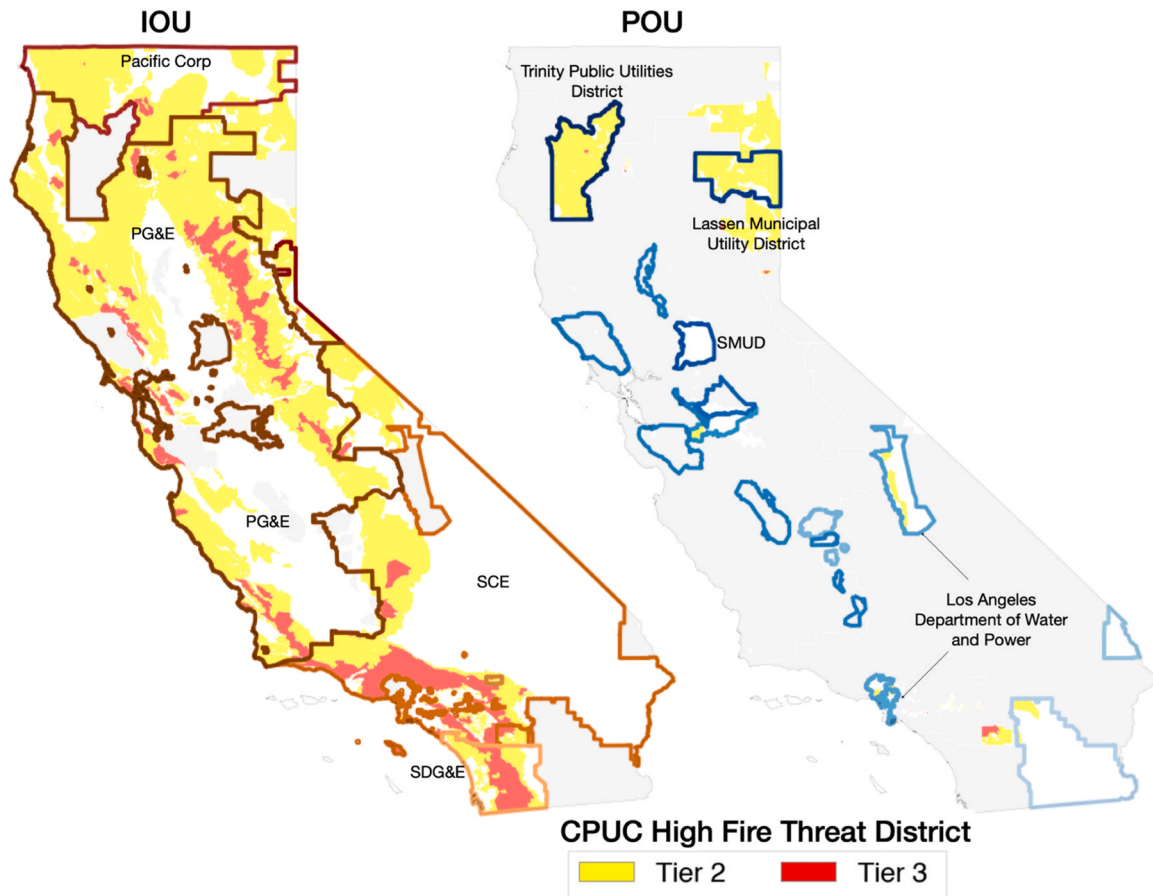 IOU
POU
Pacific Corp
Trinity Public Utilities
District
PG&E
Lassen Municipal
Utility District
SMUD
PG&E
SCE
Los Angeles
Department of Water
and Power
SDG&E
CPUC High Fire Threat District
Tier 2
Tier 3